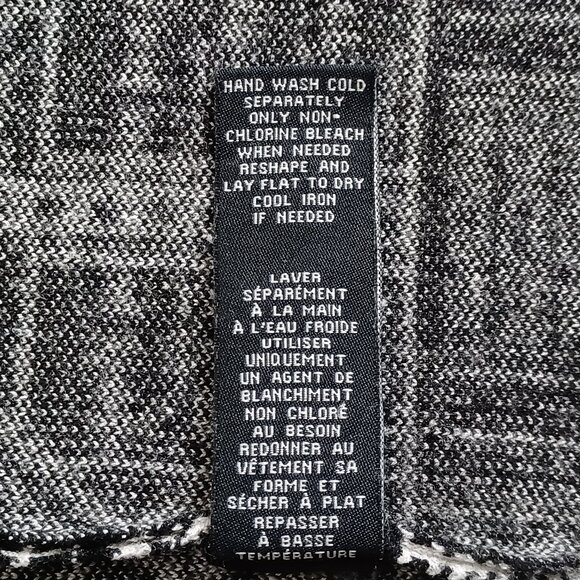 HAND WASH COLD
SEPARATELY
ONLY NON-
CHLORINE BLEACH
WHEN NEEDED
RESHAPE AND
LAY FLAT TO DRY
COOL IRON
IF NEEDED
LAVER
SÉPARÉMENT
À LA MAIN
À L'EAU FROIDE
UTILISER
UNIQUEMENT
UN AGENT DE
BLANCHIMENT
NON CHLORÉ
AU BESOIN
REDONNER AU
VÊTEMENT SA
FORME ET
SÉCHER À PLAT
REPASSER
À BASSE
TEMPÉRATURE